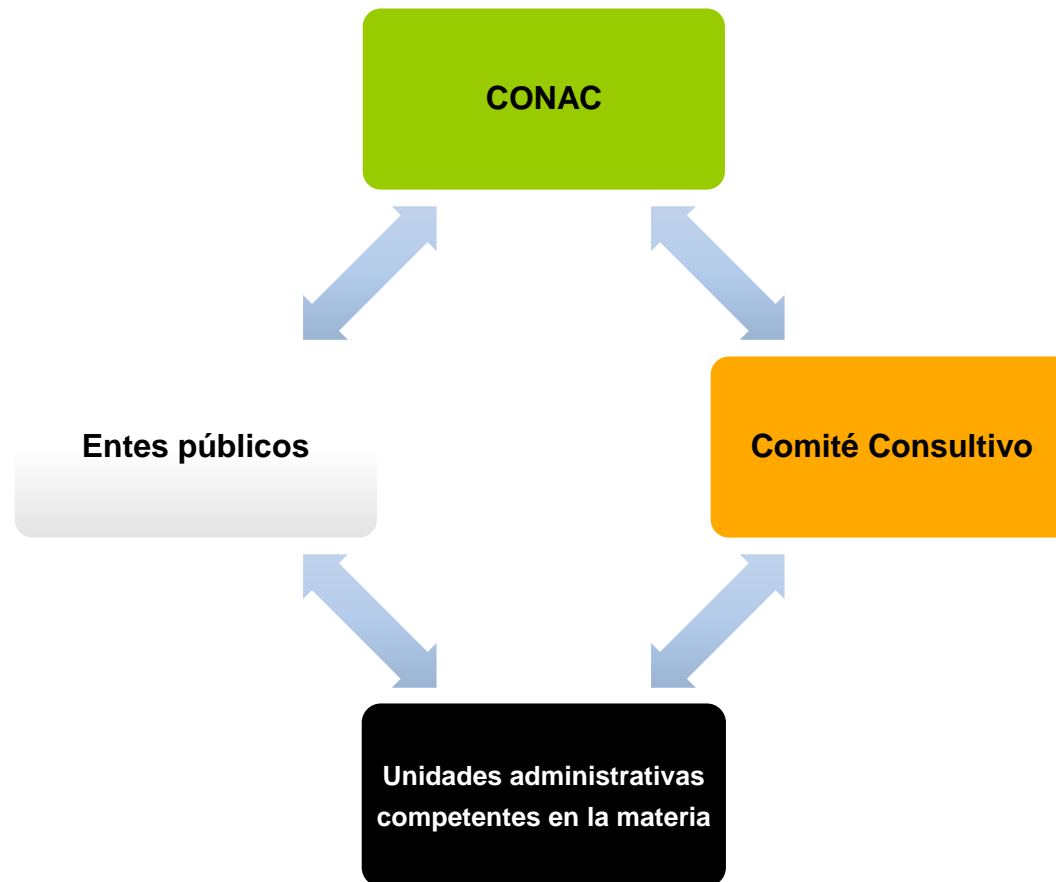 CONAC
Entes públicos
Comité Consultivo
Unidades administrativas
competentes en la materia